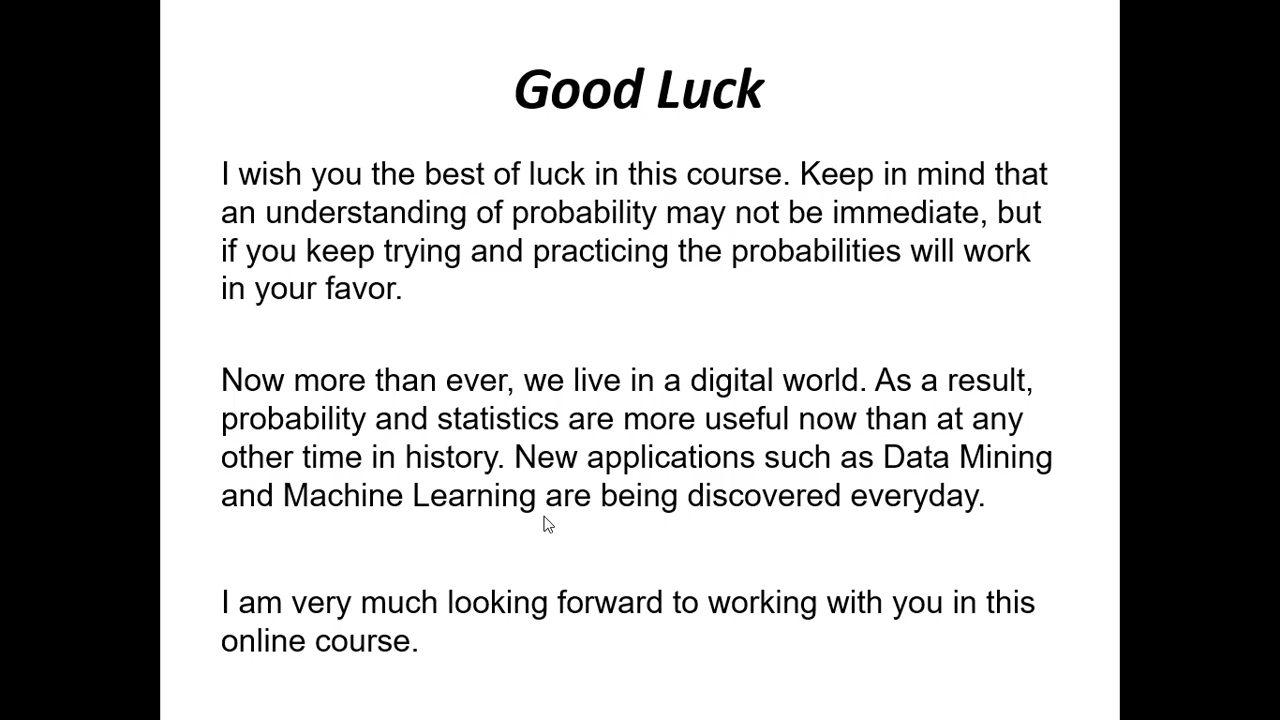 Good Luck
I wish you the best of luck in this course. Keep in mind that
an understanding of probability may not be immediate, but
if you keep trying and practicing the probabilities will work
in your favor.
Now more than ever, we live in a digital world. As a result,
probability and statistics are more useful now than at any
other time in history. New applications such as Data Mining
and Machine Learning are being discovered everyday.
I am very much looking forward to working with you in this
online course.